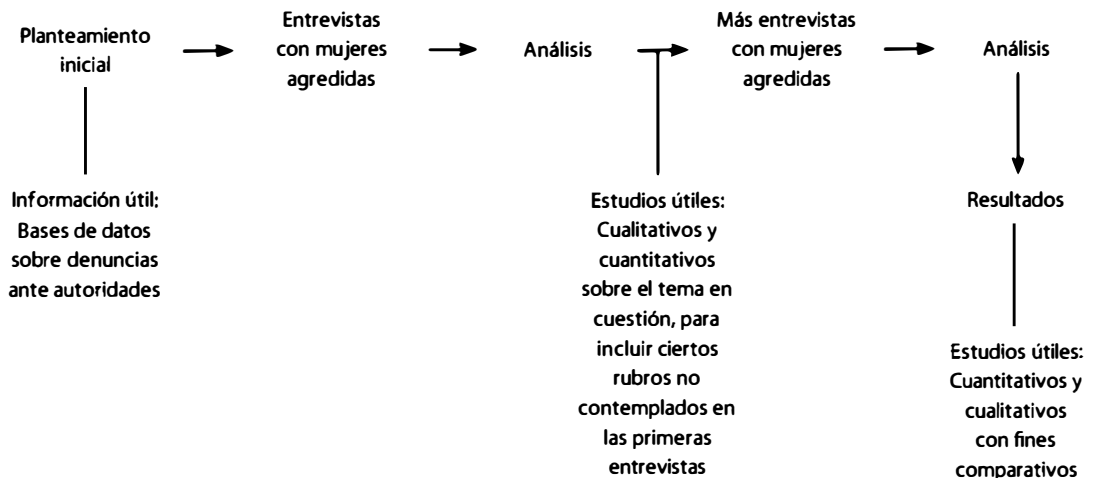 Planteamiento
inicial
Entrevistas
con mujeres
agredidas
Análisis
Más entrevistas
con mujeres
agredidas
Análisis
Información útil:
Bases de datos
sobre denuncias
ante autoridades
Estudios útiles:
Cualitativos y
cuantitativos
sobre el tema en
cuestión, para
incluir ciertos
rubros no
contemplados en
las primeras
entrevistas
Resultados
Estudios útiles:
Cuantitativos y
cualitativos
con fines
comparativos